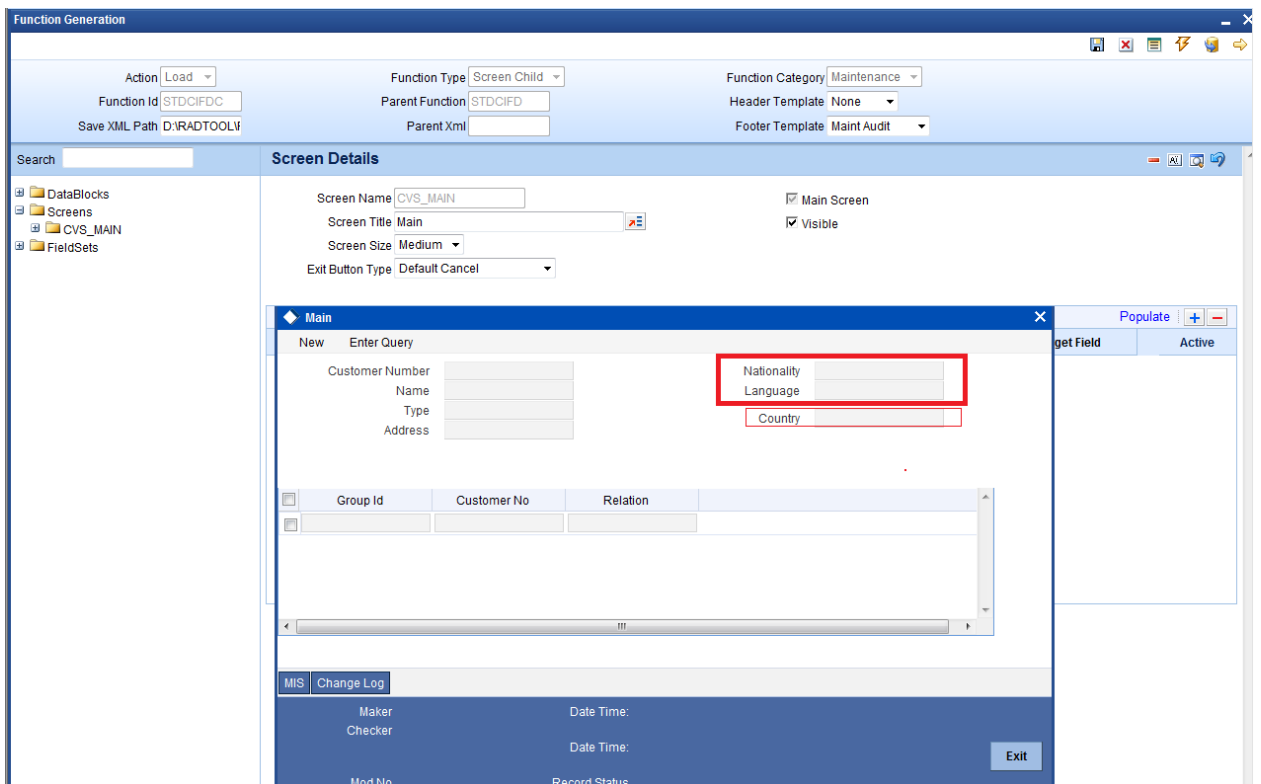 Function Generation
Action Load Function Type Screen Child Function Category Maintenance
Function Id STDCIFDC Parent Function STDCIFD Header Template None
Save XML Path D:\RADTOOL\ Parent Xml Footer Template Maint Audit
Search Screen Details
DataBlocks
Screens
CVS_MAIN
FieldSets
Screen Name CVS_MAIN Main Screen
Screen Title Main Visible
Screen Size Medium
Exit Button Type Default Cancel
Main Populate
New Enter Query get Field Active
Customer Number Nationality
Name Language
Type Country
Address
Group Id Customer No Relation
MIS Change Log
Maker Date Time:
Checker
Date Time:
Exit
Mod No Record Status